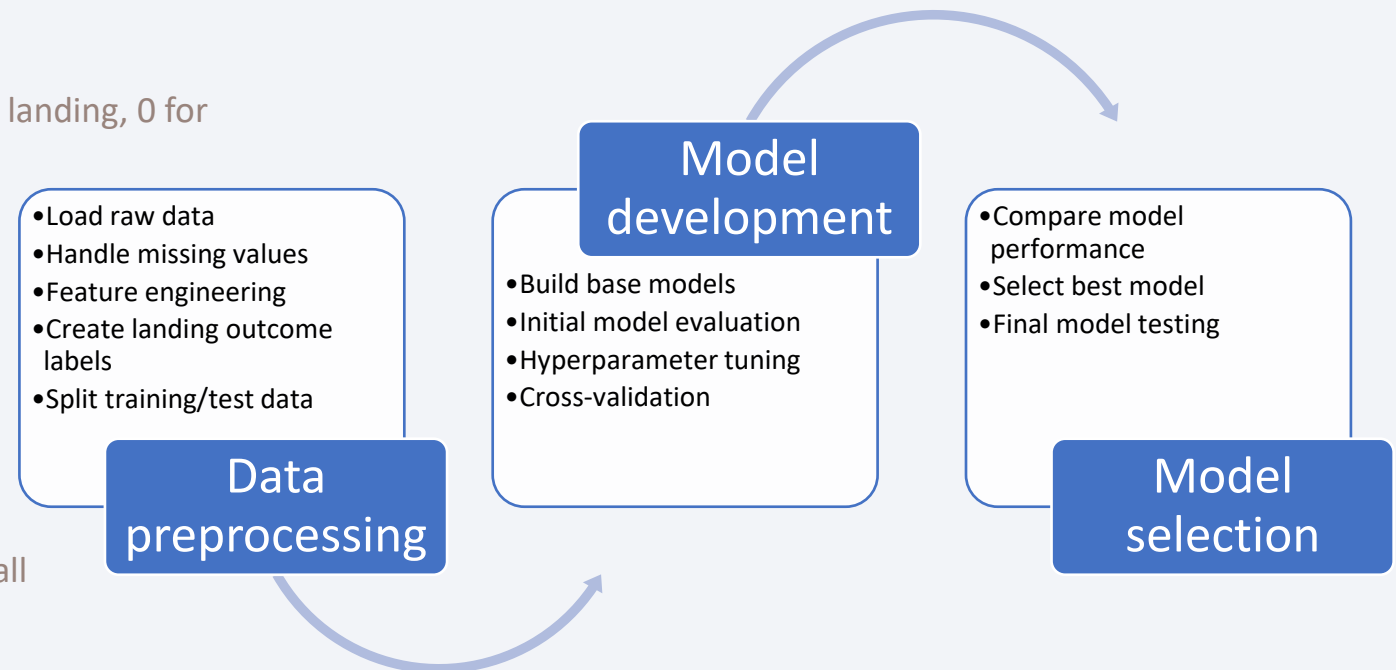 landing, 0 for
•Load raw data
•Handle missing values
•Feature engineering
•Create landing outcome
labels
•Split training/test data
Data
preprocessing
Model
development
•Build base models
•Initial model evaluation
•Hyperparameter tuning
•Cross-validation
•Compare model
performance
•Select best model
•Final model testing
Model
selection
all